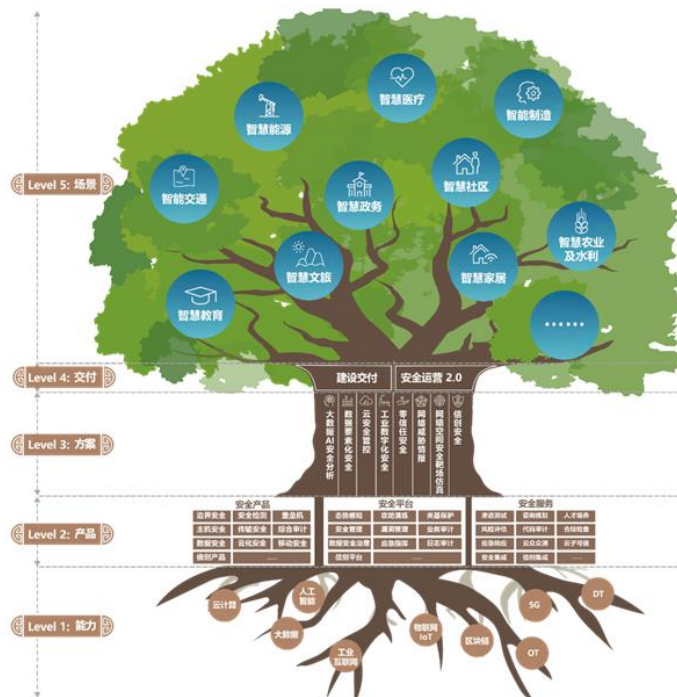 智慧医疗
智慧能源
智能制造
智慧社区
Level 5: 场景
智能交通
智慧政务
智慧农业
及水利
智慧文旅
智慧家居
智慧教育
……
Level 4: 交付
建设交付
安全运营 2.0
Level 3: 方案
大数据AI安全分析
数据要素化安全
云安全管控
工业数字化安全
零信任安全
网络威胁情报
网络空间安全靶场仿真
信创安全
Level 2: 产品
安全产品
边界安全
安全检测
堡垒机
主机安全
传输安全
综合审计
数据安全
云化安全
移动安全
信创产品
……
安全平台
态势感知
攻防演练
关基保护
安全管理
漏洞管理
业务审计
数据安全治理
应急指挥
日志审计
信创平台
……
安全服务
渗透测试
咨询规划
人才培养
风险评估
代码审计
合规检查
应急响应
云众众测
云子可信
安全集成
信创集成
……
Level 1: 能力
云计算
人工
智能
大数据
工业
互联网
物联网
IoT
区块链
5G
OT
DT